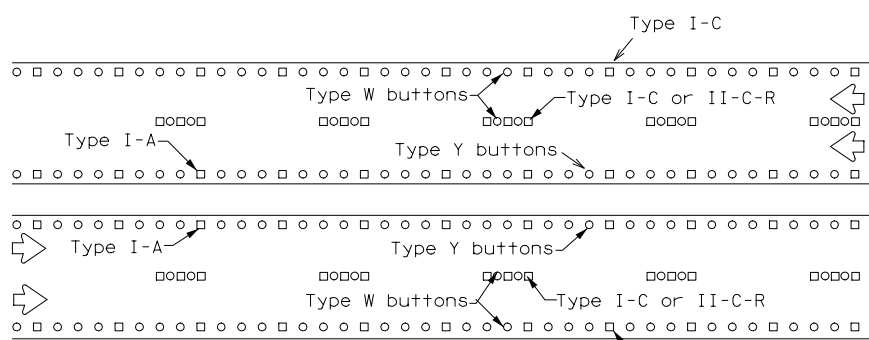 Type I-C
Type W buttons
Type I-C or II-C-R
Type I-A
Type Y buttons
Type I-A
Type Y buttons
Type W buttons
Type I-C or II-C-R